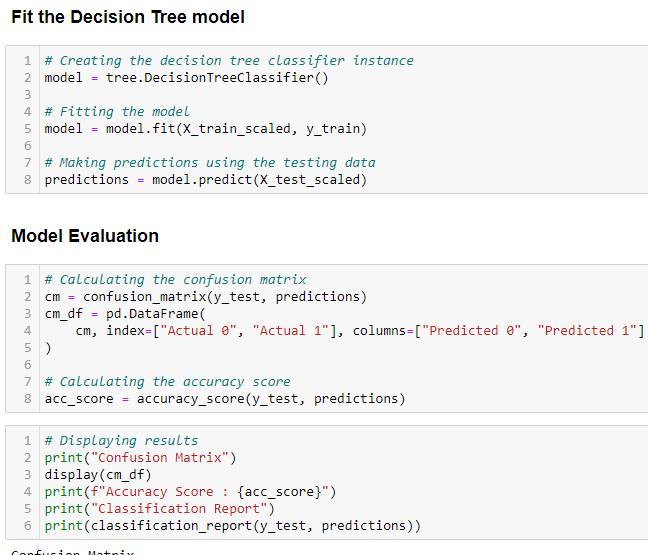 Fit the Decision Tree model
1 # Creating the decision tree classifier instance
2 model = tree.DecisionTreeClassifier()
3
4 # Fitting the model
5 model = model.fit(X_train_scaled, y_train)
6
7 # Making predictions using the testing data
8 predictions = model.predict(X_test_scaled)
Model Evaluation
1 # Calculating the confusion matrix
2 cm = confusion_matrix(y_test, predictions)
3 cm_df = pd.DataFrame(
4     cm, index=["Actual 0", "Actual 1"], columns=["Predicted 0", "Predicted 1"]
5 )
6
7 # Calculating the accuracy score
8 acc_score = accuracy_score(y_test, predictions)
1 # Displaying results
2 print("Confusion Matrix")
3 display(cm_df)
4 print(f"Accuracy Score : {acc_score}")
5 print("Classification Report")
6 print(classification_report(y_test, predictions))
Confusion Matrix